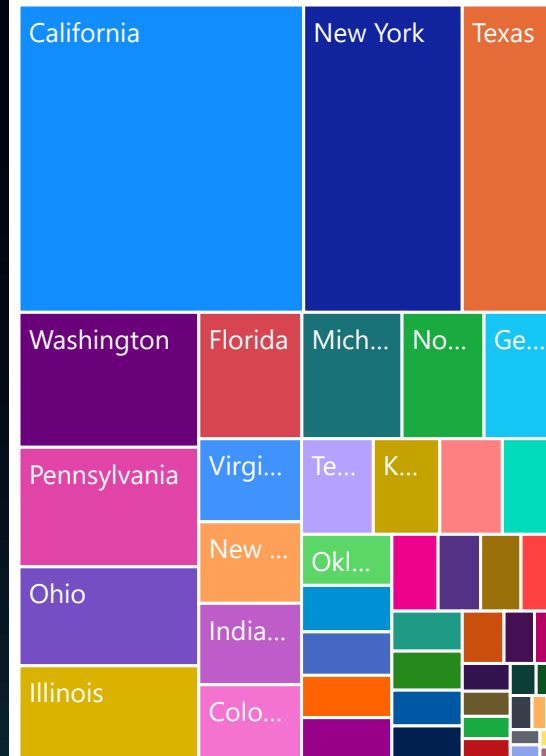 California
New York
Texas
Washington
Florida
Mich...
No...
Ge...
Pennsylvania
Virgi...
Te...
K...
New ...
Okl...
Ohio
India...
Illinois
Colo...